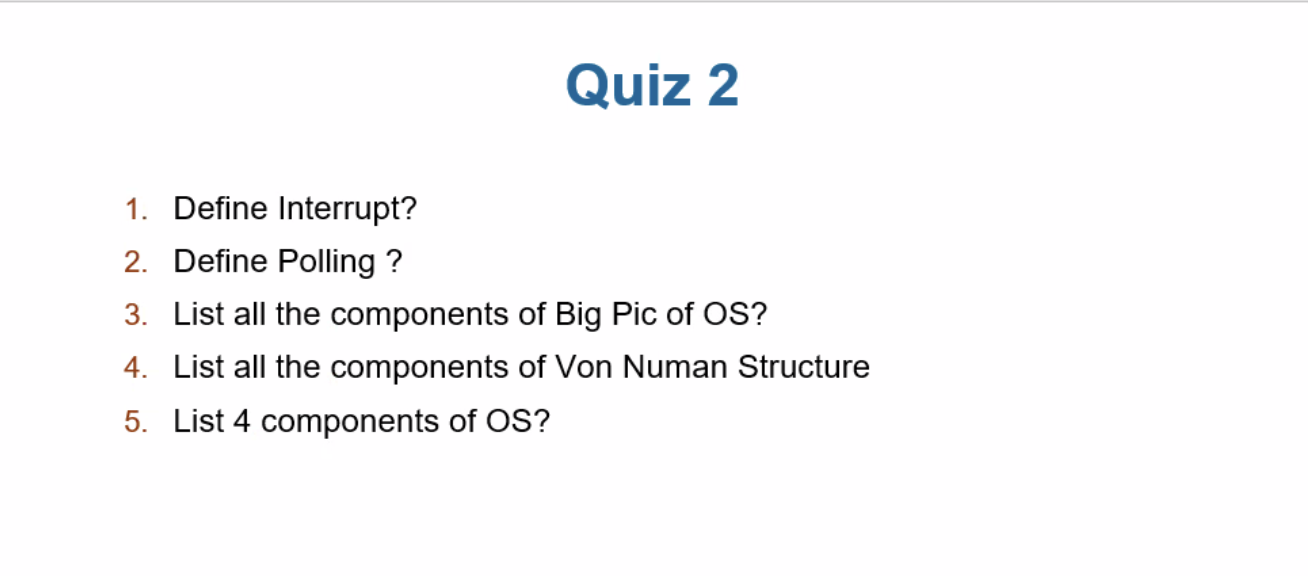 Quiz 2
1. Define Interrupt?
2. Define Polling ?
3. List all the components of Big Pic of OS?
4. List all the components of Von Numan Structure
5. List 4 components of OS?